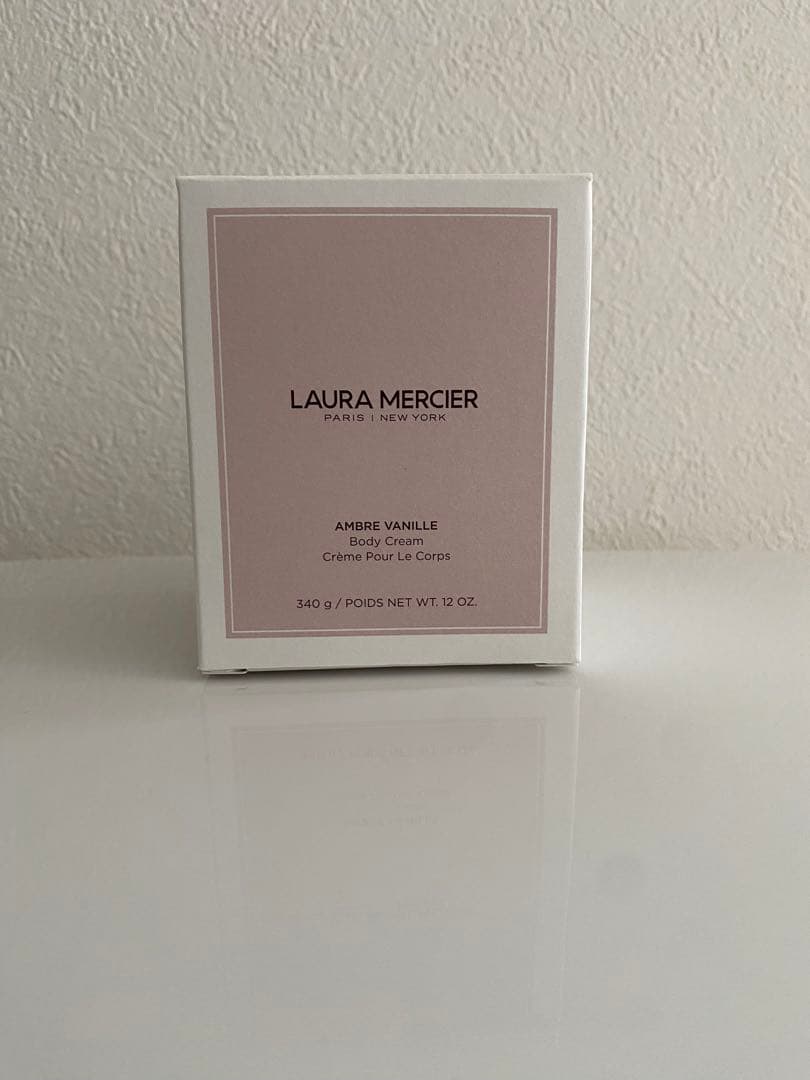 LAURA MERCIER
PARIS | NEW YORK
AMBRE VANILLE
Body Cream
Crème Pour Le Corps
340 g / POIDS NET WT. 12 OZ.